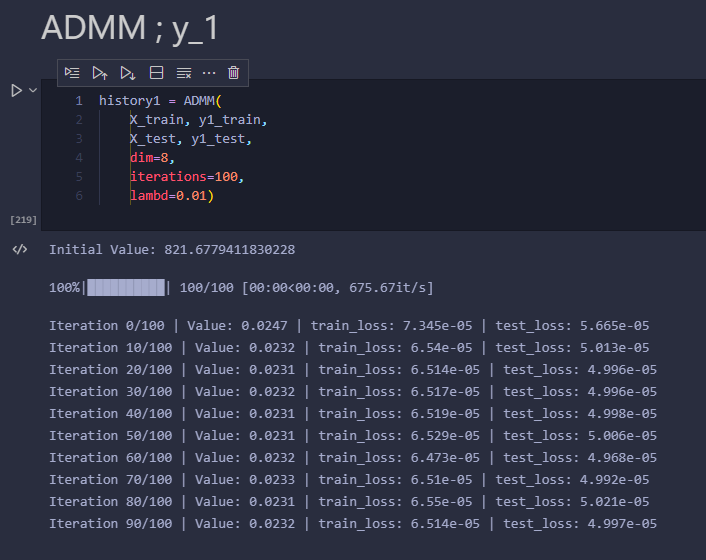 ADMM ; y_1
1 history1 = ADMM(
2 X_train, y1_train,
3 X_test, y1_test,
4 dim=8,
5 iterations=100,
6 lambd=0.01)
[219]
Initial Value: 821.6779411830228
100%|██████████| 100/100 [00:00<00:00, 675.67it/s]
Iteration 0/100 | Value: 0.0247 | train_loss: 7.345e-05 | test_loss: 5.665e-05
Iteration 10/100 | Value: 0.0232 | train_loss: 6.54e-05 | test_loss: 5.013e-05
Iteration 20/100 | Value: 0.0231 | train_loss: 6.514e-05 | test_loss: 4.996e-05
Iteration 30/100 | Value: 0.0232 | train_loss: 6.517e-05 | test_loss: 4.996e-05
Iteration 40/100 | Value: 0.0231 | train_loss: 6.519e-05 | test_loss: 4.998e-05
Iteration 50/100 | Value: 0.0231 | train_loss: 6.529e-05 | test_loss: 5.006e-05
Iteration 60/100 | Value: 0.0232 | train_loss: 6.473e-05 | test_loss: 4.968e-05
Iteration 70/100 | Value: 0.0233 | train_loss: 6.51e-05 | test_loss: 4.992e-05
Iteration 80/100 | Value: 0.0231 | train_loss: 6.55e-05 | test_loss: 5.021e-05
Iteration 90/100 | Value: 0.0232 | train_loss: 6.514e-05 | test_loss: 4.997e-05